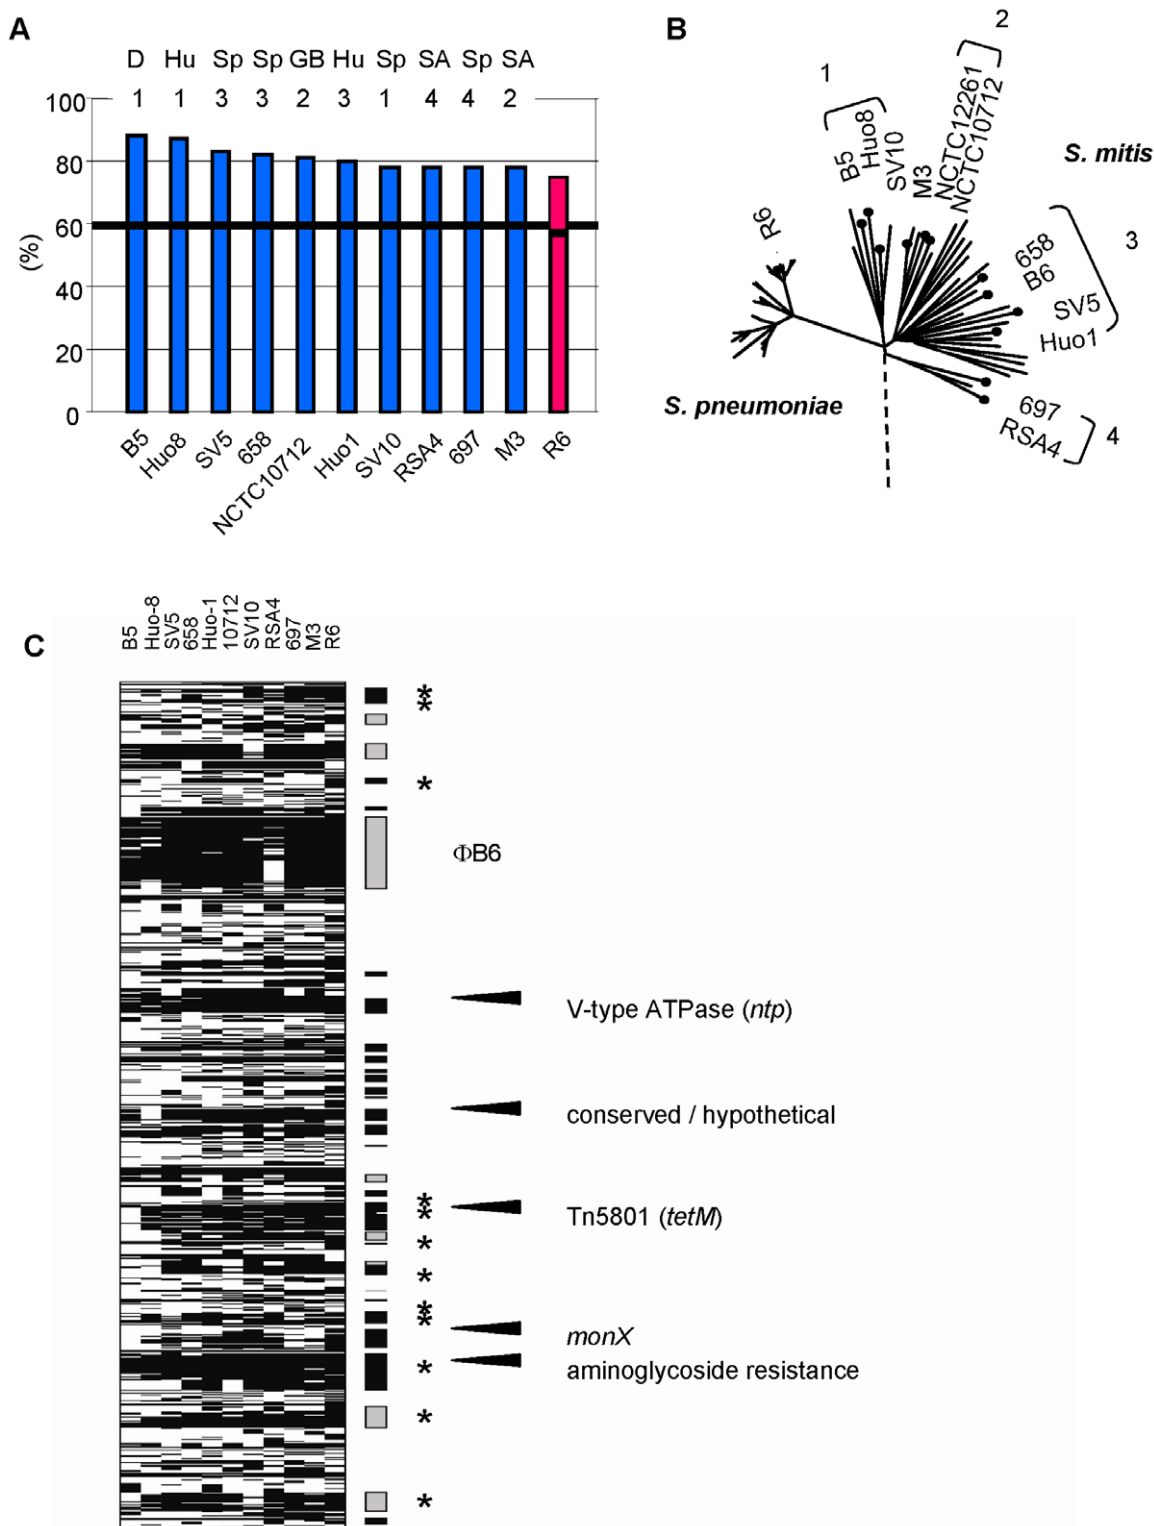 A
D Hu Sp Sp GB Hu Sp SA Sp SA
1 1 3 3 2 3 1 4 4 2
100
80
60
40
20
0
(%)
B5 Huo8 SV5 658 NCTC10712 Huo1 SV10 RSA4 697 M3 R6
B
1
2
B5 Huo8 SV10 M3 NCTC12261 NCTC10712
S. mitis
R6
3
658
B6
SV5
Huo1
S. pneumoniae
697
RSA4
4
C
B5 Huo-8 SV5 658 Huo-1 10712 SV10 RSA4 697 M3 R6
*
*
*
ΦB6
V-type ATPase (ntp)
conserved / hypothetical
*
*
Tn5801 (tetM)
*
*
*
*
monX
*
aminoglycoside resistance
*
*